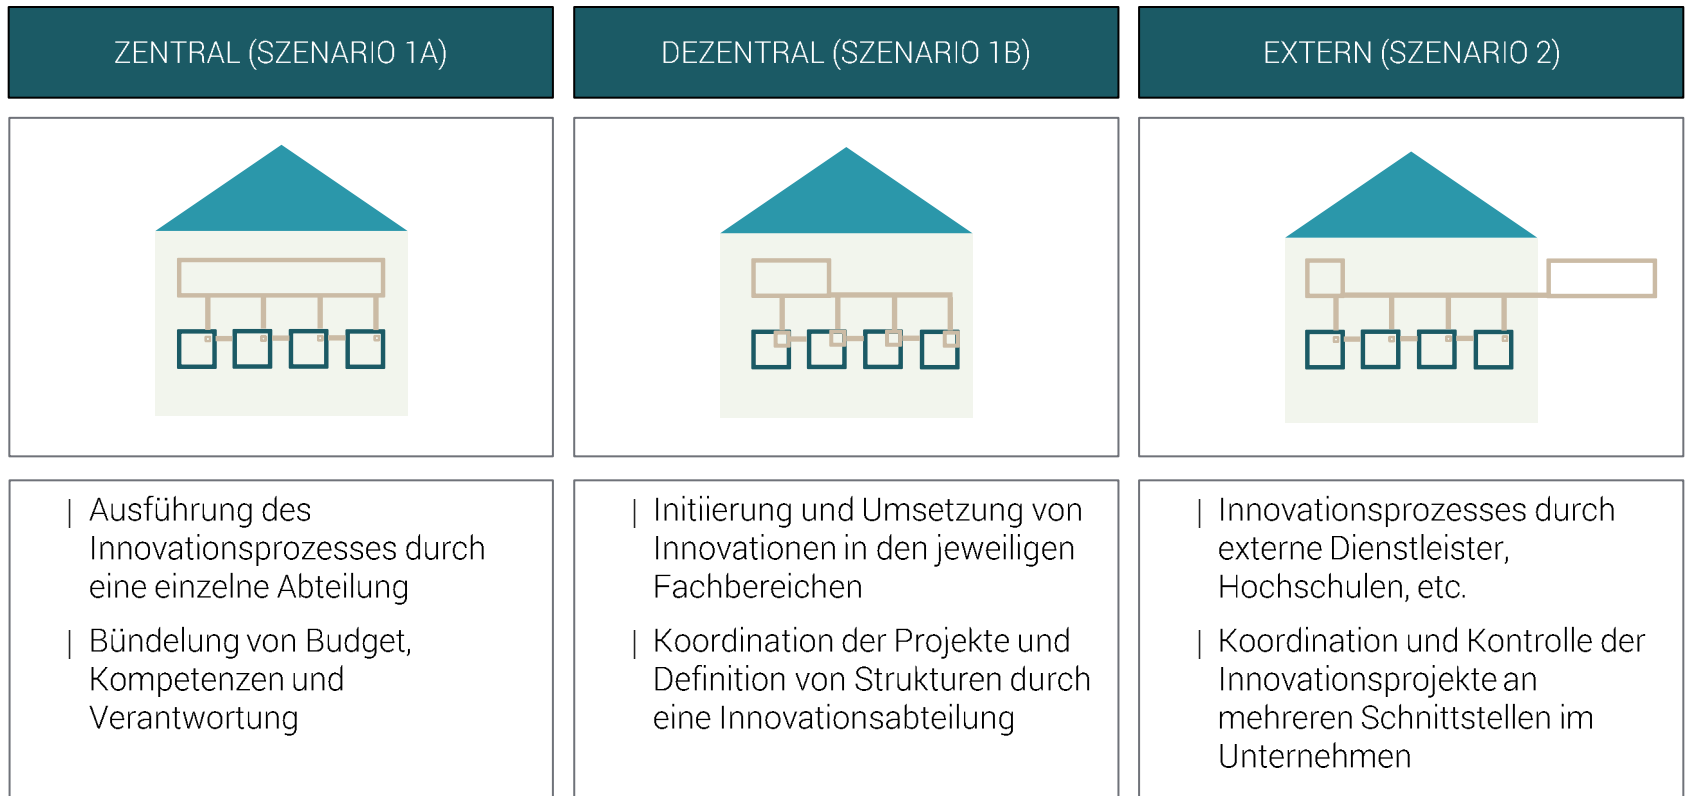 ZENTRAL (SZENARIO 1A)
DEZENTRAL (SZENARIO 1B)
EXTERN (SZENARIO 2)
| Ausführung des
Innovationsprozesses durch
eine einzelne Abteilung
| Bündelung von Budget,
Kompetenzen und
Verantwortung
| Initiierung und Umsetzung von
Innovationen in den jeweiligen
Fachbereichen
| Koordination der Projekte und
Definition von Strukturen durch
eine Innovationsabteilung
| Innovationsprozesses durch
externe Dienstleister,
Hochschulen, etc.
| Koordination und Kontrolle der
Innovationsprojekte an
mehreren Schnittstellen im
Unternehmen